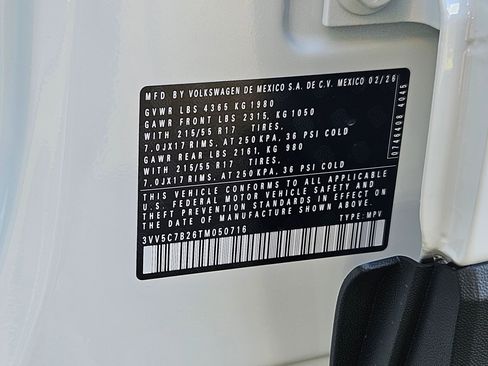 MFD. BY VOLKSWAGEN DE MEXICO S.A. DE C.V. MEXICO 02/26
GVWR LBS 4365 KG 1980
GAWR FRONT LBS 2315, KG 1050
WITH 215/55 R17 TIRES,
7.0JX17 RIMS, AT 250KPA, 36 PSI COLD
GAWR REAR LBS 2161, KG 980
WITH 215/55 R17 TIRES,
7.0JX17 RIMS, AT 250KPA, 36 PSI COLD
THIS VEHICLE CONFORMS TO ALL APPLICABLE
U.S. FEDERAL MOTOR VEHICLE SAFETY AND
THEFT PREVENTION STANDARDS IN EFFECT ON
THE DATE OF MANUFACTURE SHOWN ABOVE.
3VV5C7B26TM050716 TYPE: MPV
0746408 4045